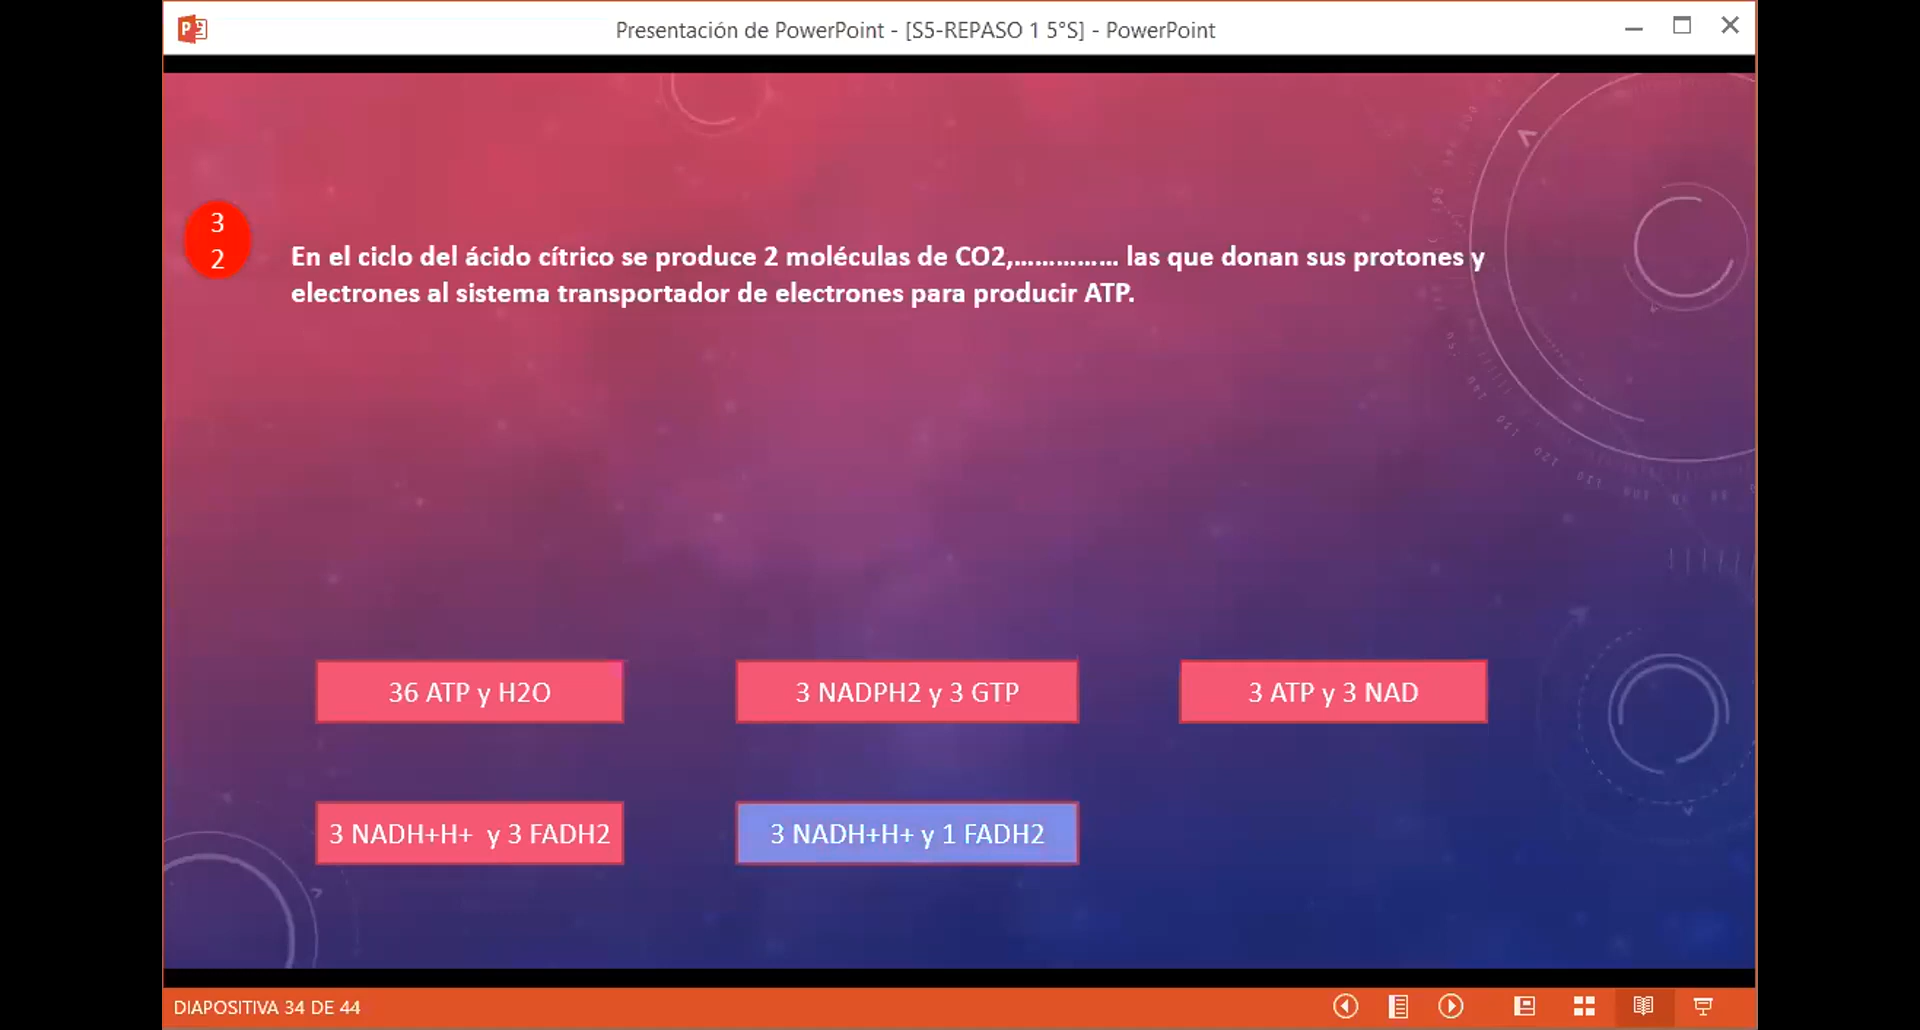 Presentación de PowerPoint - [S5-REPASO 1 5°S] - PowerPoint
3
2
En el ciclo del ácido cítrico se produce 2 moléculas de CO2,…………… las que donan sus protones y
electrones al sistema transportador de electrones para producir ATP.
36 ATP y H2O
3 NADPH2 y 3 GTP
3 ATP y 3 NAD
3 NADH+H+ y 3 FADH2
3 NADH+H+ y 1 FADH2
DIAPOSITIVA 34 DE 44